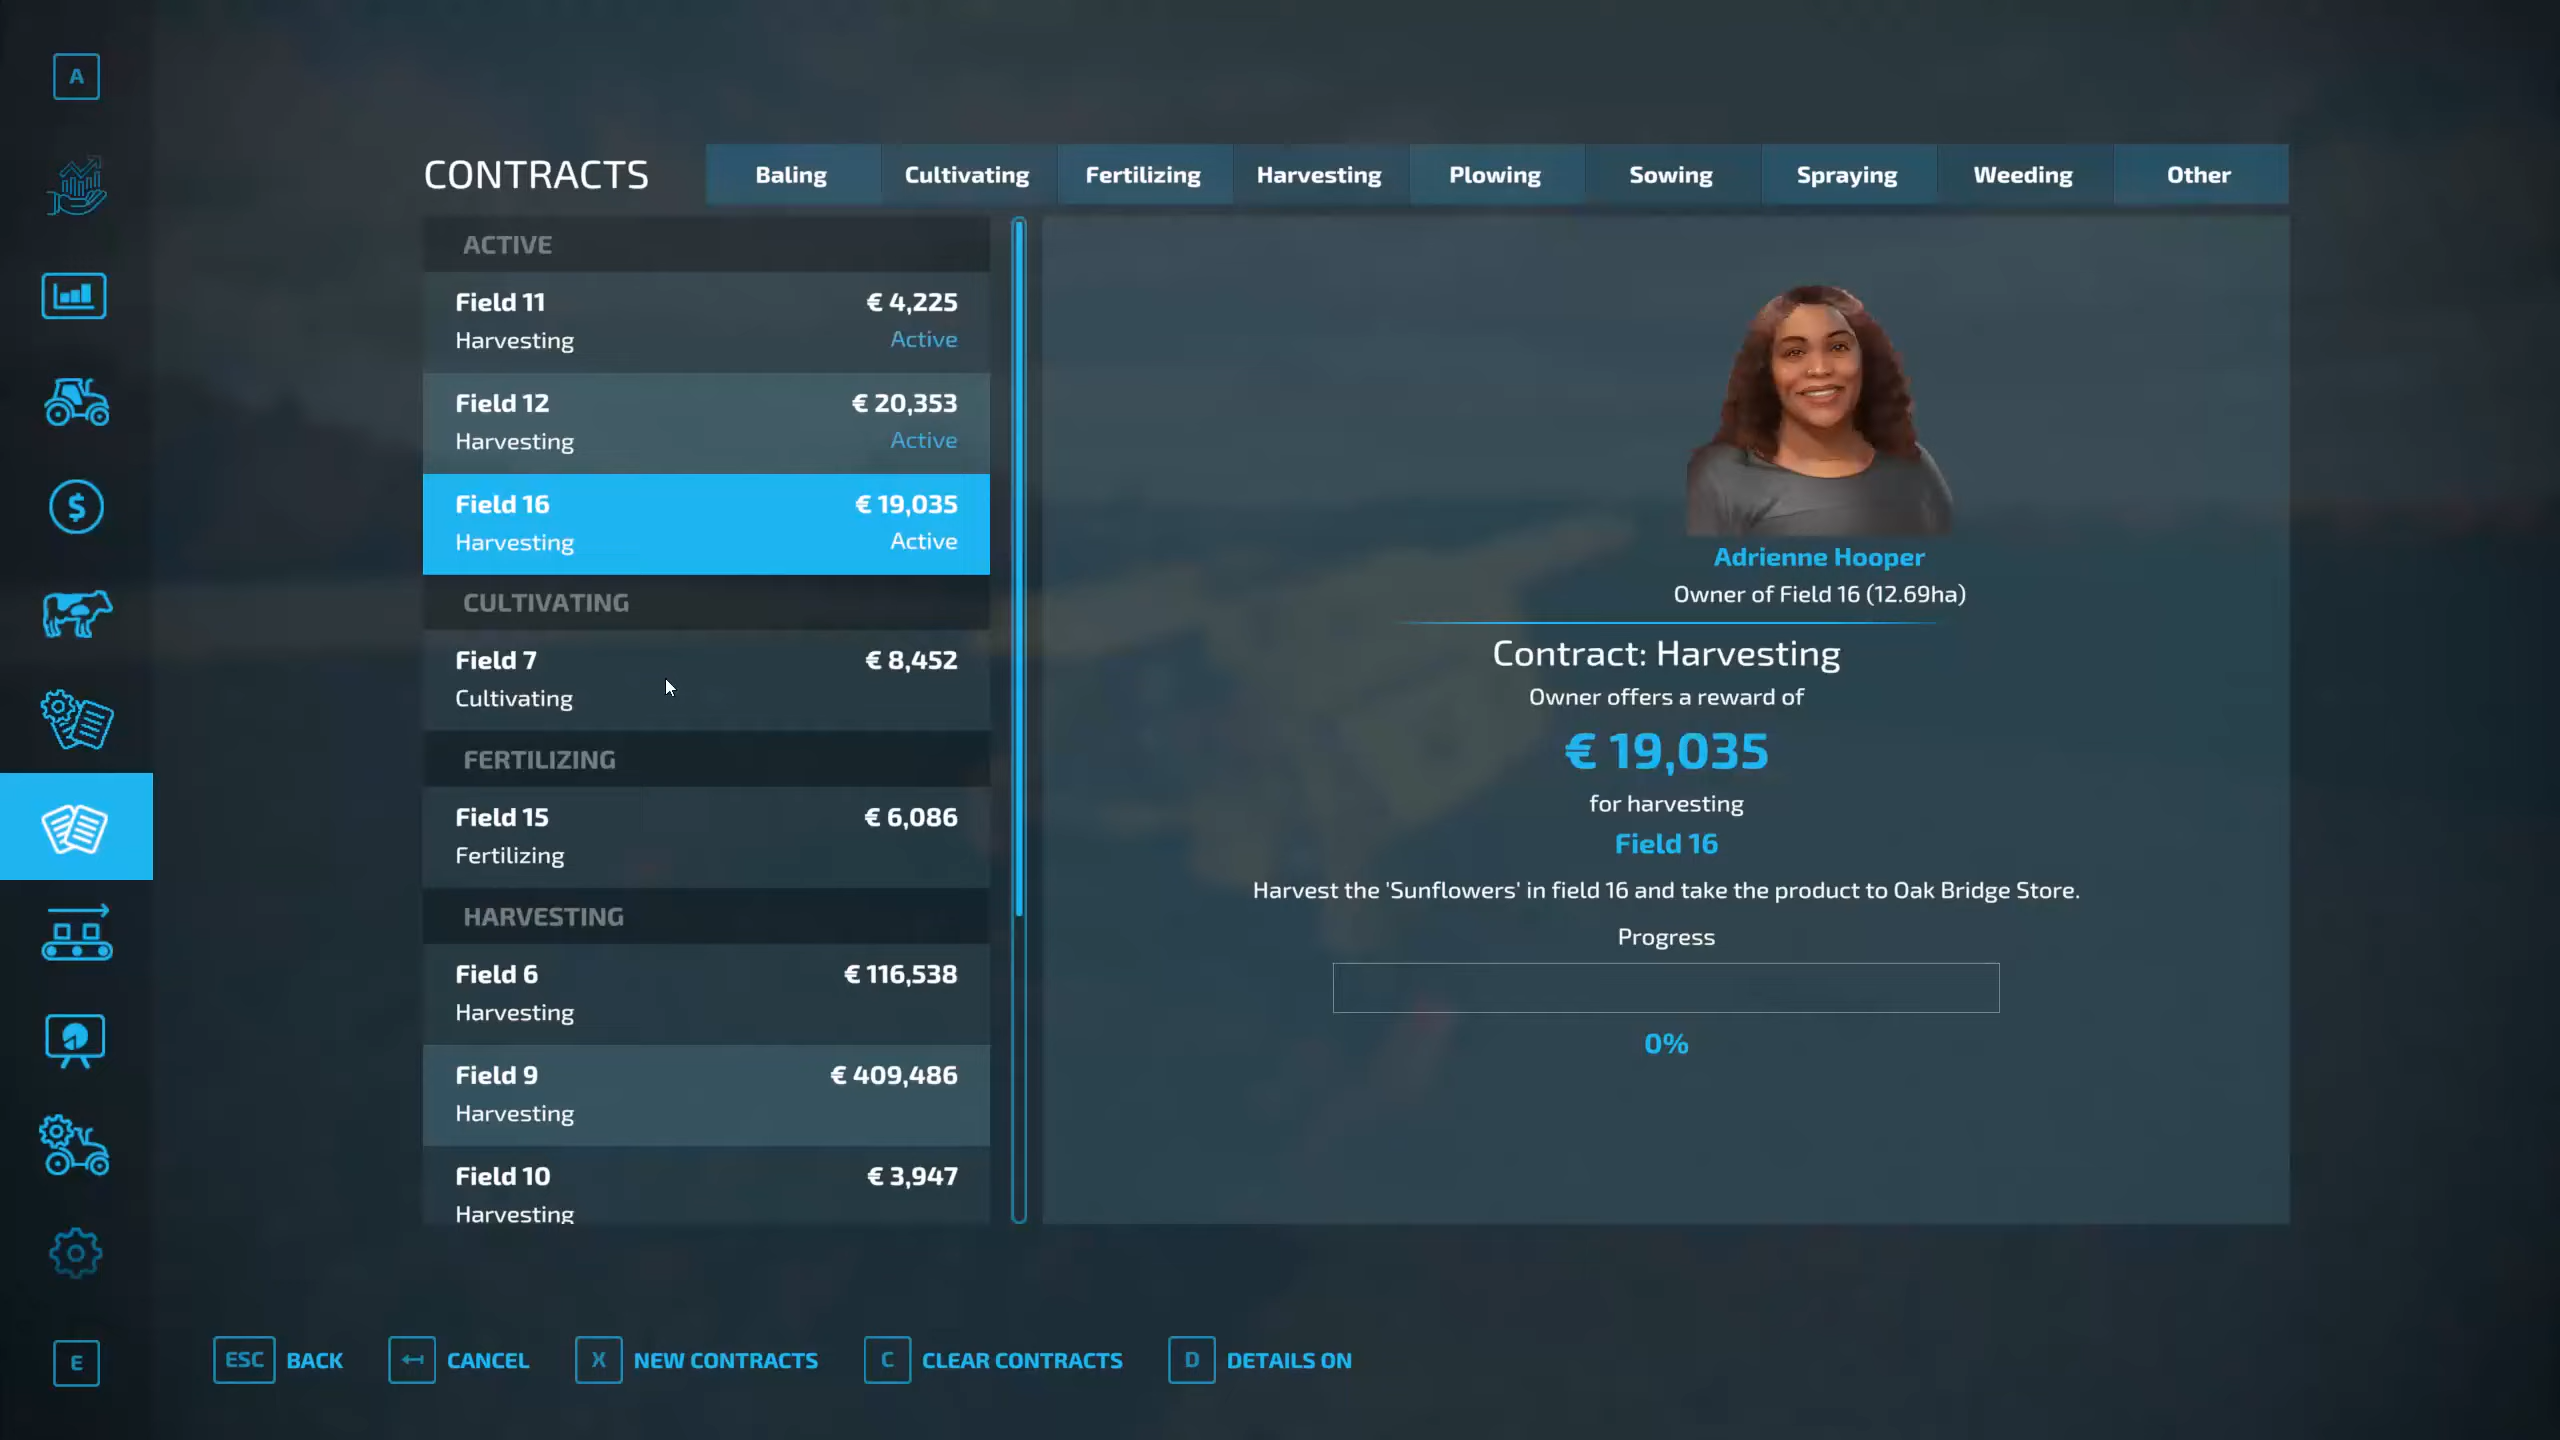 A
CONTRACTS
Baling
Cultivating
Fertilizing
Harvesting
Plowing
Sowing
Spraying
Weeding
Other
ACTIVE
Field 11 € 4,225
Harvesting Active
Field 12 € 20,353
Harvesting Active
Field 16 € 19,035
Harvesting Active
CULTIVATING
Field 7 € 8,452
Cultivating
FERTILIZING
Field 15 € 6,086
Fertilizing
HARVESTING
Field 6 € 116,538
Harvesting
Field 9 € 409,486
Harvesting
Field 10 € 3,947
Harvesting
Adrienne Hooper
Owner of Field 16 (12.69ha)
Contract: Harvesting
Owner offers a reward of
€ 19,035
for harvesting
Field 16
Harvest the 'Sunflowers' in field 16 and take the product to Oak Bridge Store.
Progress
0%
E
ESC BACK
CANCEL
X NEW CONTRACTS
C CLEAR CONTRACTS
D DETAILS ON